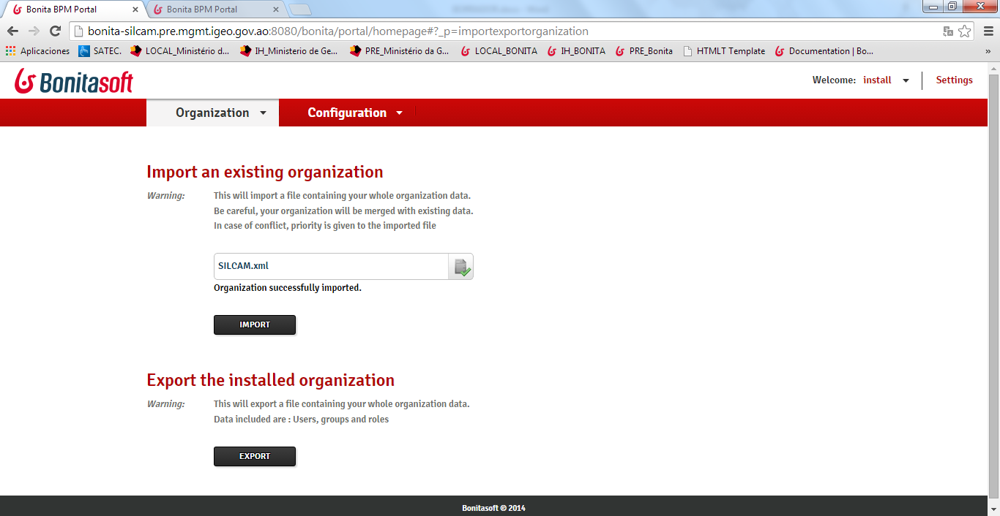 Bonita BPM Portal
Bonita BPM Portal
bonita-silcam.pre.mgmt.igeo.gov.ao:8080/bonita/portal/homepage#?_p=importexportorganization
Aplicaciones SATEC. LOCAL_Ministério d... IH_Ministerio de Ge... PRE_Ministério da G... LOCAL_BONITA IH_BONITA PRE_Bonita HTMLT Template Documentation | Bo... »
Bonitasoft
Welcome: install
Settings
Organization
Configuration
Import an existing organization
Warning: This will import a file containing your whole organization data.
Be careful, your organization will be merged with existing data.
In case of conflict, priority is given to the imported file
SILCAM.xml
Organization successfully imported.
IMPORT
Export the installed organization
Warning: This will export a file containing your whole organization data.
Data included are : Users, groups and roles
EXPORT
Bonitasoft © 2014